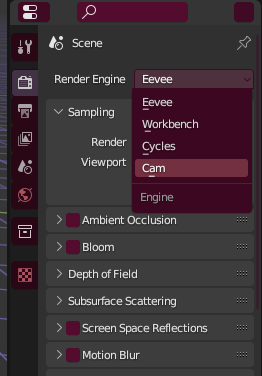 Scene
Render Engine
Eevee
Eevee
Workbench
Cycles
Cam
Engine
Sampling
Render
Viewport
Ambient Occlusion
Bloom
Depth of Field
Subsurface Scattering
Screen Space Reflections
Motion Blur